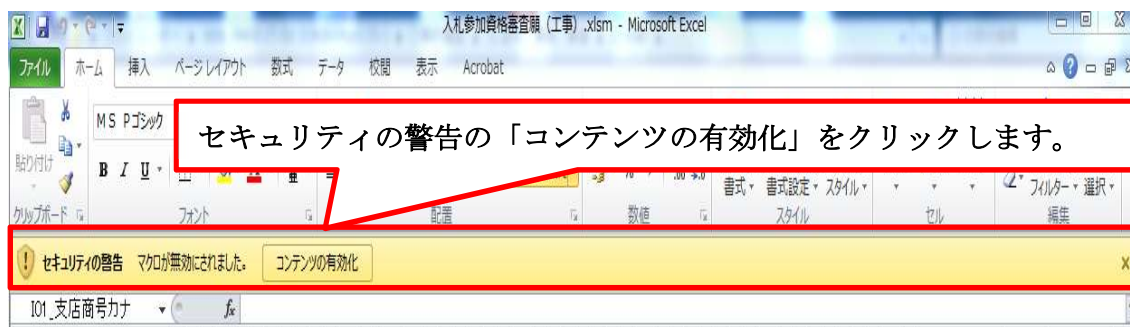 入札参加資格審査願（工事）.xlsm - Microsoft Excel
ファイル ホーム 挿入 ページ レイアウト 数式 データ 校閲 表示 Acrobat
MS Pゴシック
セキュリティの警告の「コンテンツの有効化」をクリックします。
貼り付け
B I U
書式 書式設定 スタイル
フィルター 選択
クリップボード フォント 配置 数値 スタイル セル 編集
セキュリティの警告 マクロが無効にされました。 コンテンツの有効化
I01_支店商号カナ fx